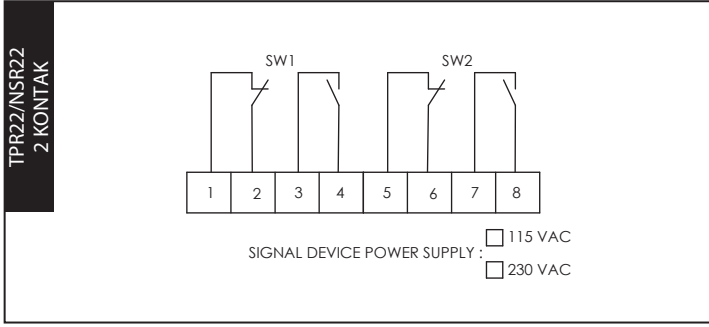 TPR22/NSR22
2 KONTAK
SW1
SW2
1 2 3 4 5 6 7 8
SIGNAL DEVICE POWER SUPPLY :
115 VAC
230 VAC